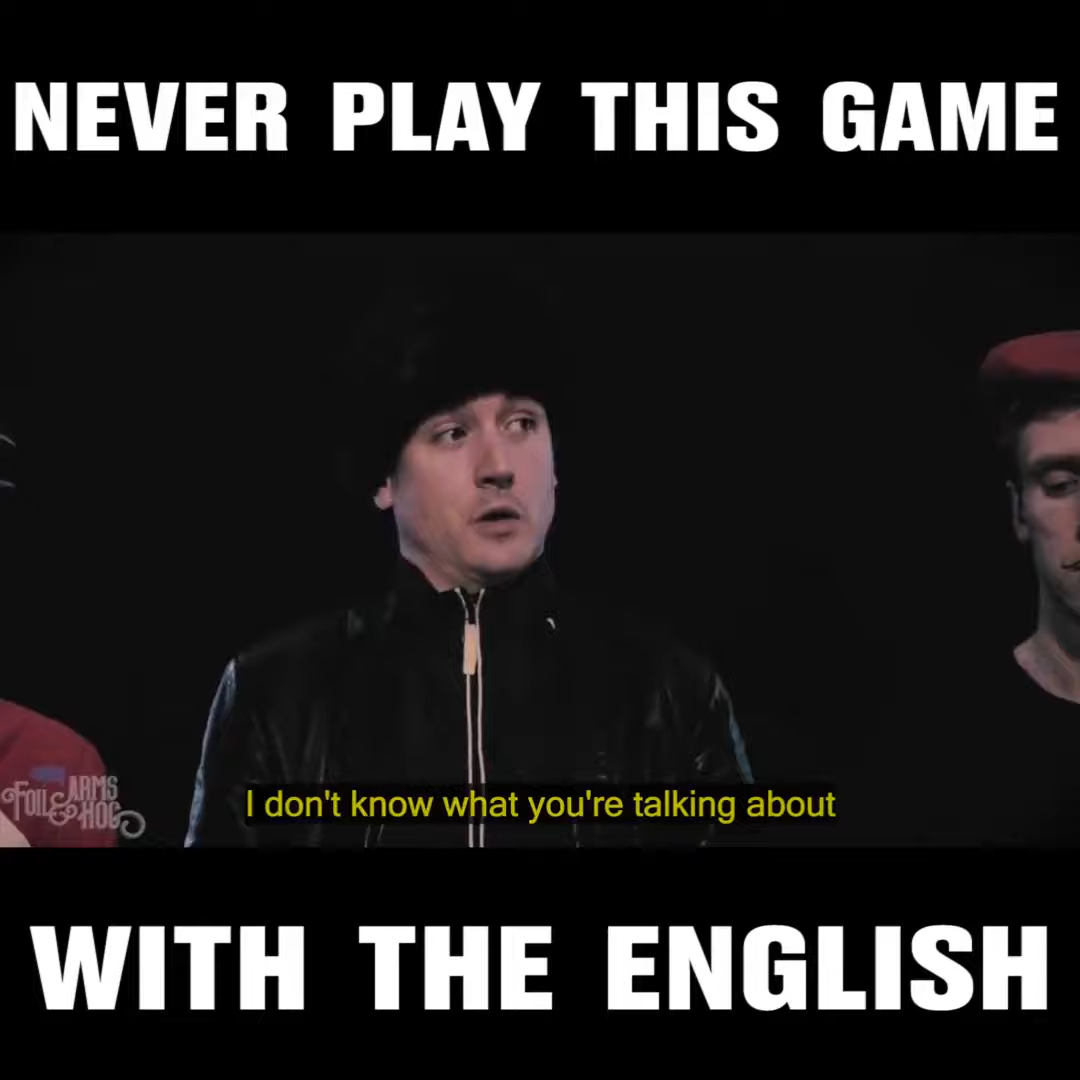 NEVER PLAY THIS GAME
FOIL & ARMS
& HOG
I don't know what you're talking about
WITH THE ENGLISH